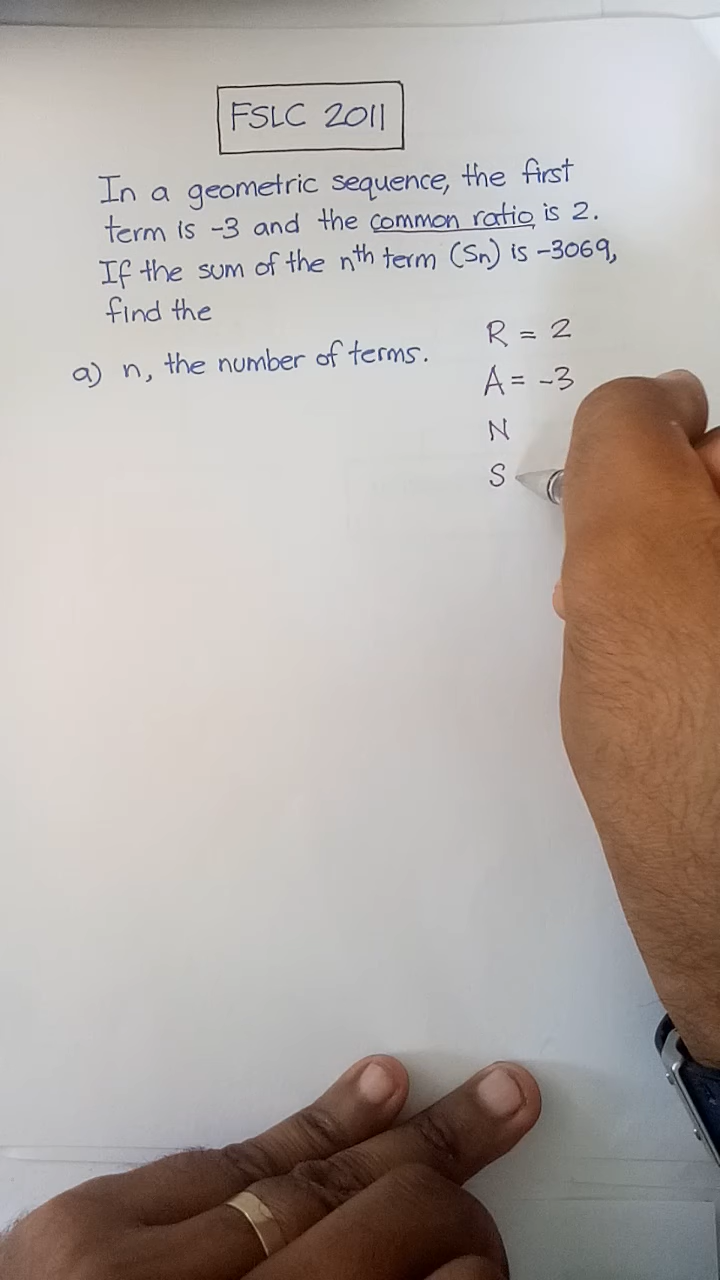 FSLC 2011
In a geometric sequence, the first
term is -3 and the common ratio is 2.
If the sum of the nth term (Sn) is -3069,
find the
a) n, the number of terms.
R = 2
A = -3
N
S